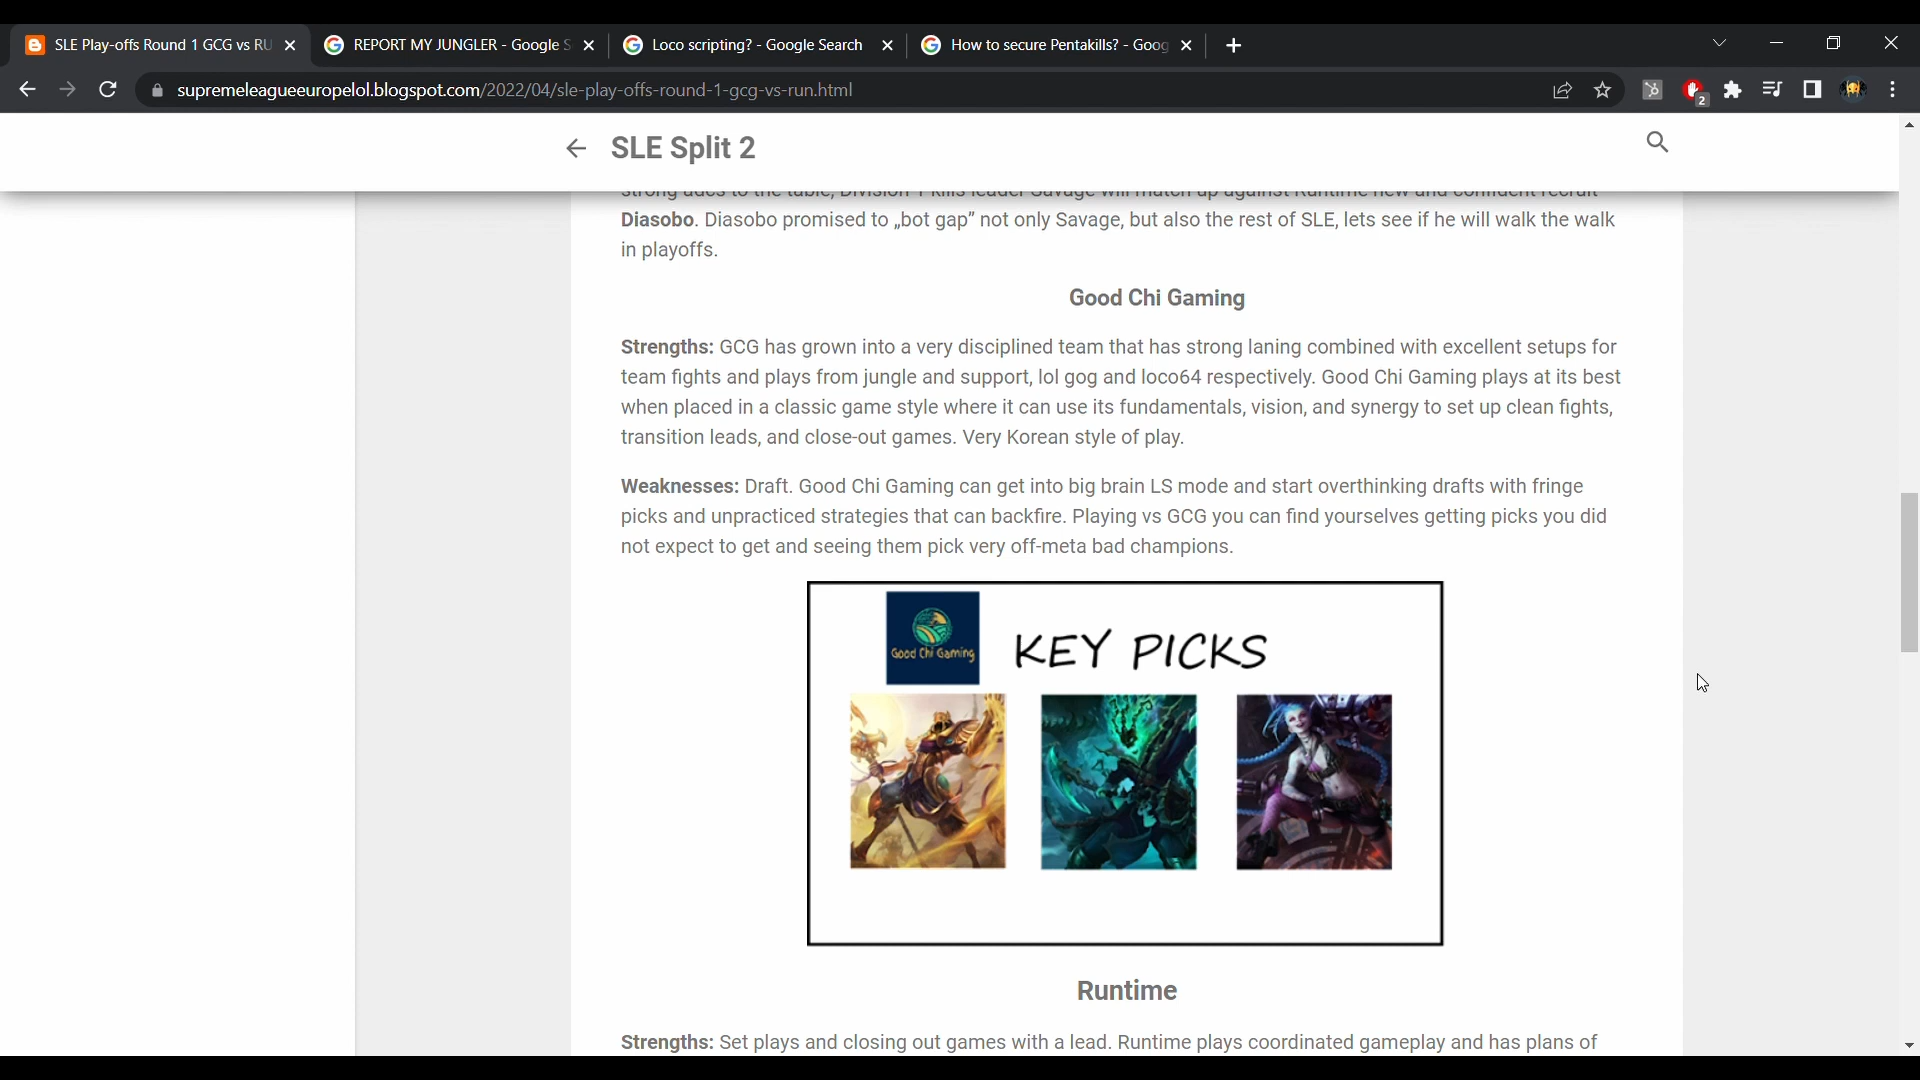 SLE Play-offs Round 1 GCG vs RU
REPORT MY JUNGLER - Google S
Loco scripting? - Google Search
How to secure Pentakills? - Goog
supremeleagueeuropelol.blogspot.com/2022/04/sle-play-offs-round-1-gcg-vs-run.html
2
SLE Split 2
strong adcs to the table, Division 1 kills leader Savage will match up against Runtime new and confident recruit
Diasobo. Diasobo promised to „bot gap” not only Savage, but also the rest of SLE, lets see if he will walk the walk
in playoffs.
Good Chi Gaming
Strengths: GCG has grown into a very disciplined team that has strong laning combined with excellent setups for
team fights and plays from jungle and support, lol gog and loco64 respectively. Good Chi Gaming plays at its best
when placed in a classic game style where it can use its fundamentals, vision, and synergy to set up clean fights,
transition leads, and close-out games. Very Korean style of play.
Weaknesses: Draft. Good Chi Gaming can get into big brain LS mode and start overthinking drafts with fringe
picks and unpracticed strategies that can backfire. Playing vs GCG you can find yourselves getting picks you did
not expect to get and seeing them pick very off-meta bad champions.
Good Chi Gaming
KEY PICKS
Runtime
Strengths: Set plays and closing out games with a lead. Runtime plays coordinated gameplay and has plans of